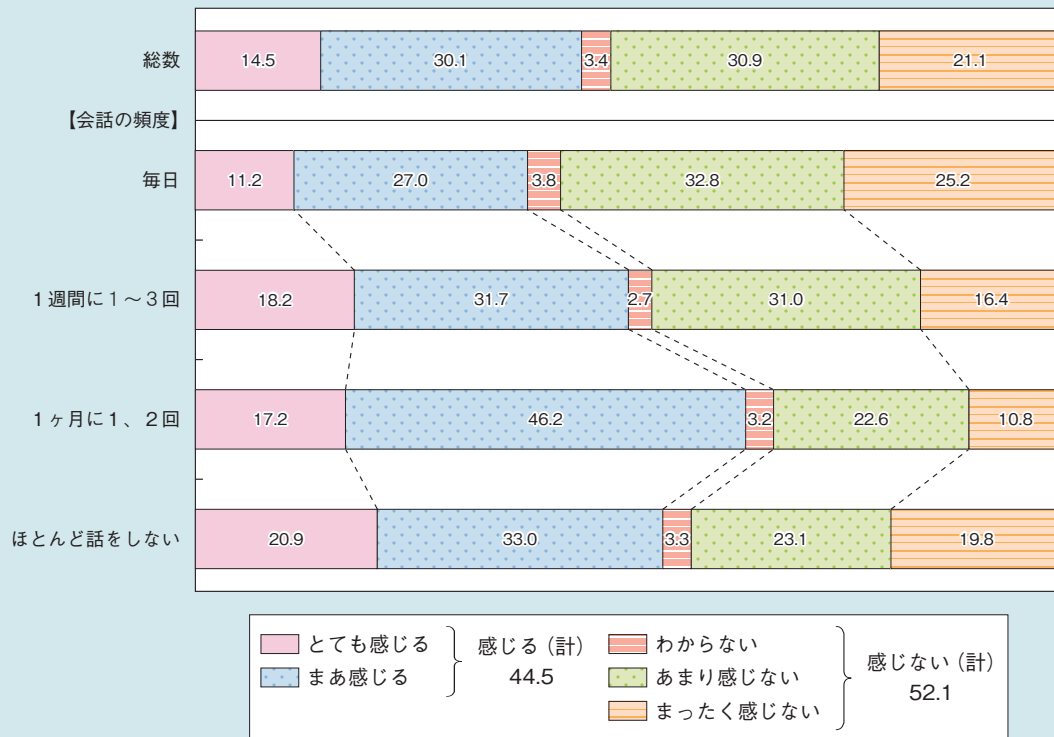 総数
14.5 30.1 3.4 30.9 21.1
【会話の頻度】
毎日
11.2 27.0 3.8 32.8 25.2
1週間に1～3回
18.2 31.7 2.7 31.0 16.4
1ヶ月に1、2回
17.2 46.2 3.2 22.6 10.8
ほとんど話をしない
20.9 33.0 3.3 23.1 19.8
とても感じる
まあ感じる
感じる（計）
44.5
わからない
あまり感じない
まったく感じない
感じない（計）
52.1